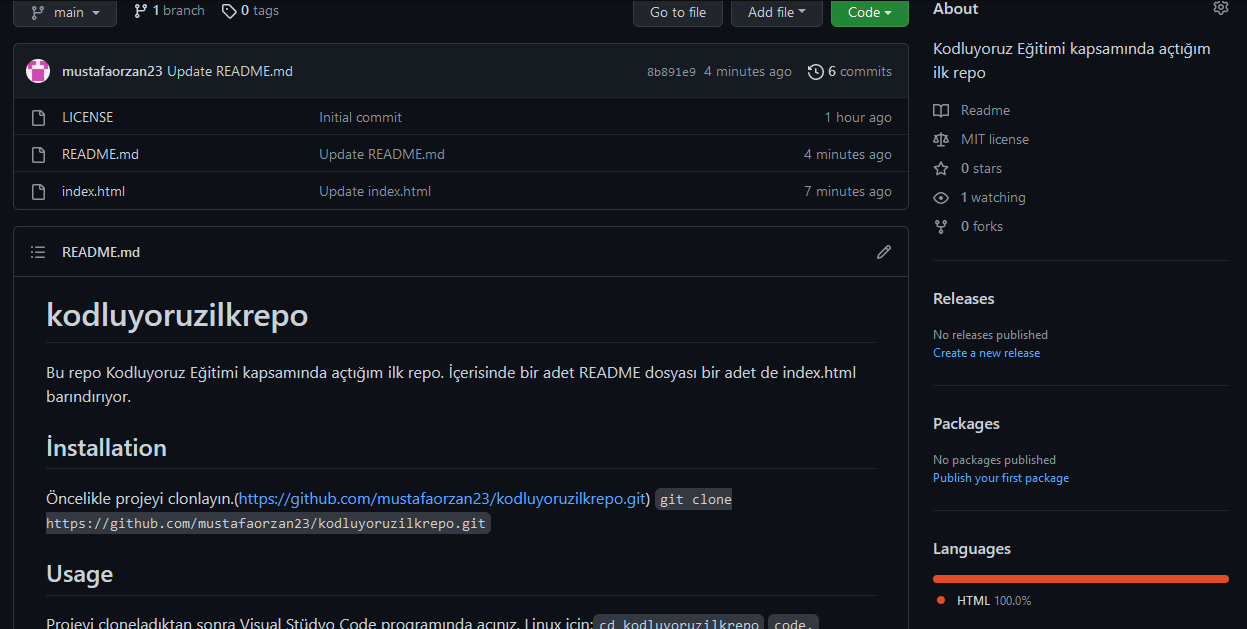 main
1 branch
0 tags
Go to file
Add file
Code
mustafaorzan23 Update README.md
8b891e9 4 minutes ago
6 commits
LICENSE
Initial commit
1 hour ago
README.md
Update README.md
4 minutes ago
index.html
Update index.html
7 minutes ago
README.md
kodluyoruzilkrepo
Bu repo Kodluyoruz Eğitimi kapsamında açtığım ilk repo. İçerisinde bir adet README dosyası bir adet de index.html
barındırıyor.
İnstallation
Öncelikle projeyi clonlayın.(https://github.com/mustafaorzan23/kodluyoruzilkrepo.git) git clone
https://github.com/mustafaorzan23/kodluyoruzilkrepo.git
Usage
Projeyi cloneladıktan sonra Visual Stüdyo Code programında açınız. Linux için: cd kodluyoruzilkrepo code.
About
Kodluyoruz Eğitimi kapsamında açtığım
ilk repo
Readme
MIT license
0 stars
1 watching
0 forks
Releases
No releases published
Create a new release
Packages
No packages published
Publish your first package
Languages
HTML 100.0%